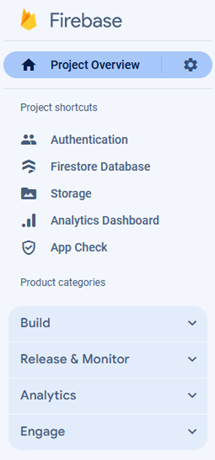 Firebase
Project Overview
Project shortcuts
Authentication
Firestore Database
Storage
Analytics Dashboard
App Check
Product categories
Build
Release & Monitor
Analytics
Engage